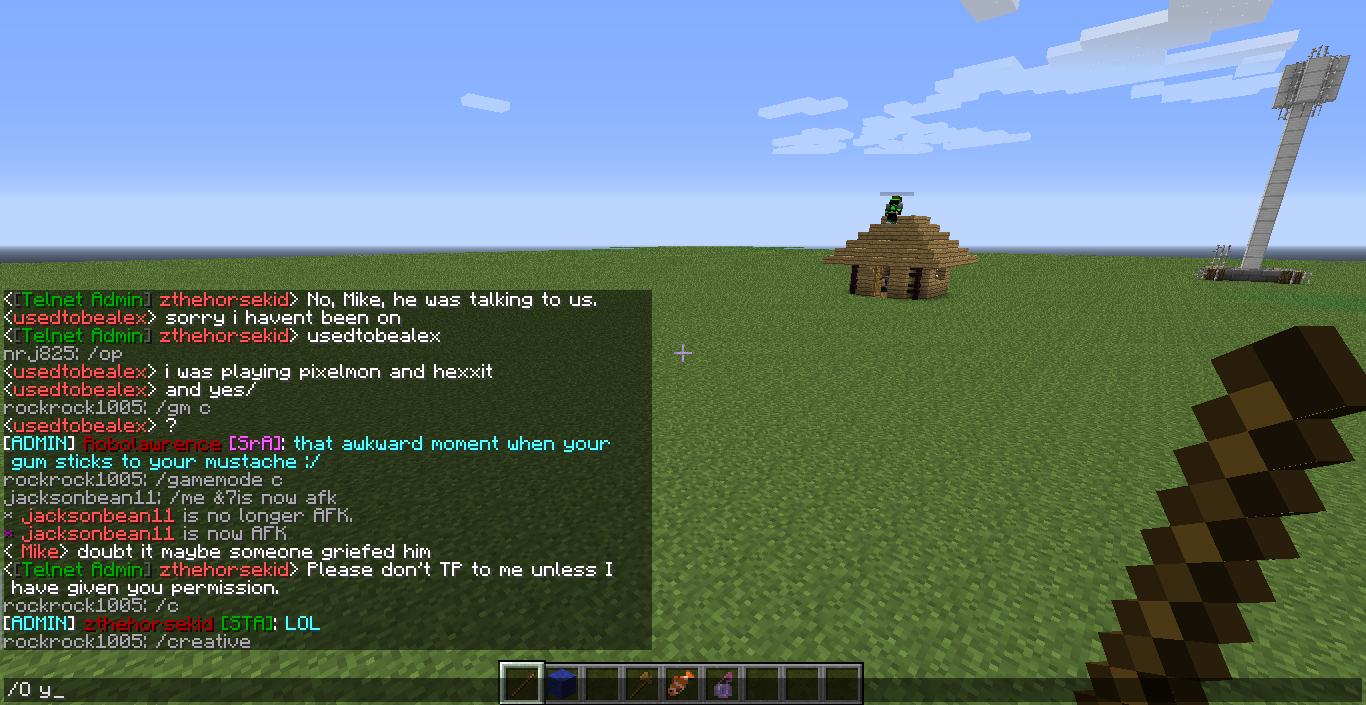 <[Telnet Admin] zthehorsekid> No, Mike, he was talking to us.
<usedtobealex> sorry i havent been on
<[Telnet Admin] zthehorsekid> usedtobealex
nrj825: /op
<usedtobealex> i was playing pixelmon and hexxit
<usedtobealex> and yes/
rockrock1005: /gm c
<usedtobealex> ?
[ADMIN] Robolawrence [SrA]: that awkward moment when your
gum sticks to your mustache :/
rockrock1005: /gamemode c
jacksonbean11: /me &7is now afk
* jacksonbean11 is no longer AFK.
* jacksonbean11 is now AFK
< Mike> doubt it maybe someone griefed him
<[Telnet Admin] zthehorsekid> Please don't TP to me unless I
have given you permission.
rockrock1005: /c
[ADMIN] zthehorsekid [STA]: LOL
rockrock1005: /creative
/O y_